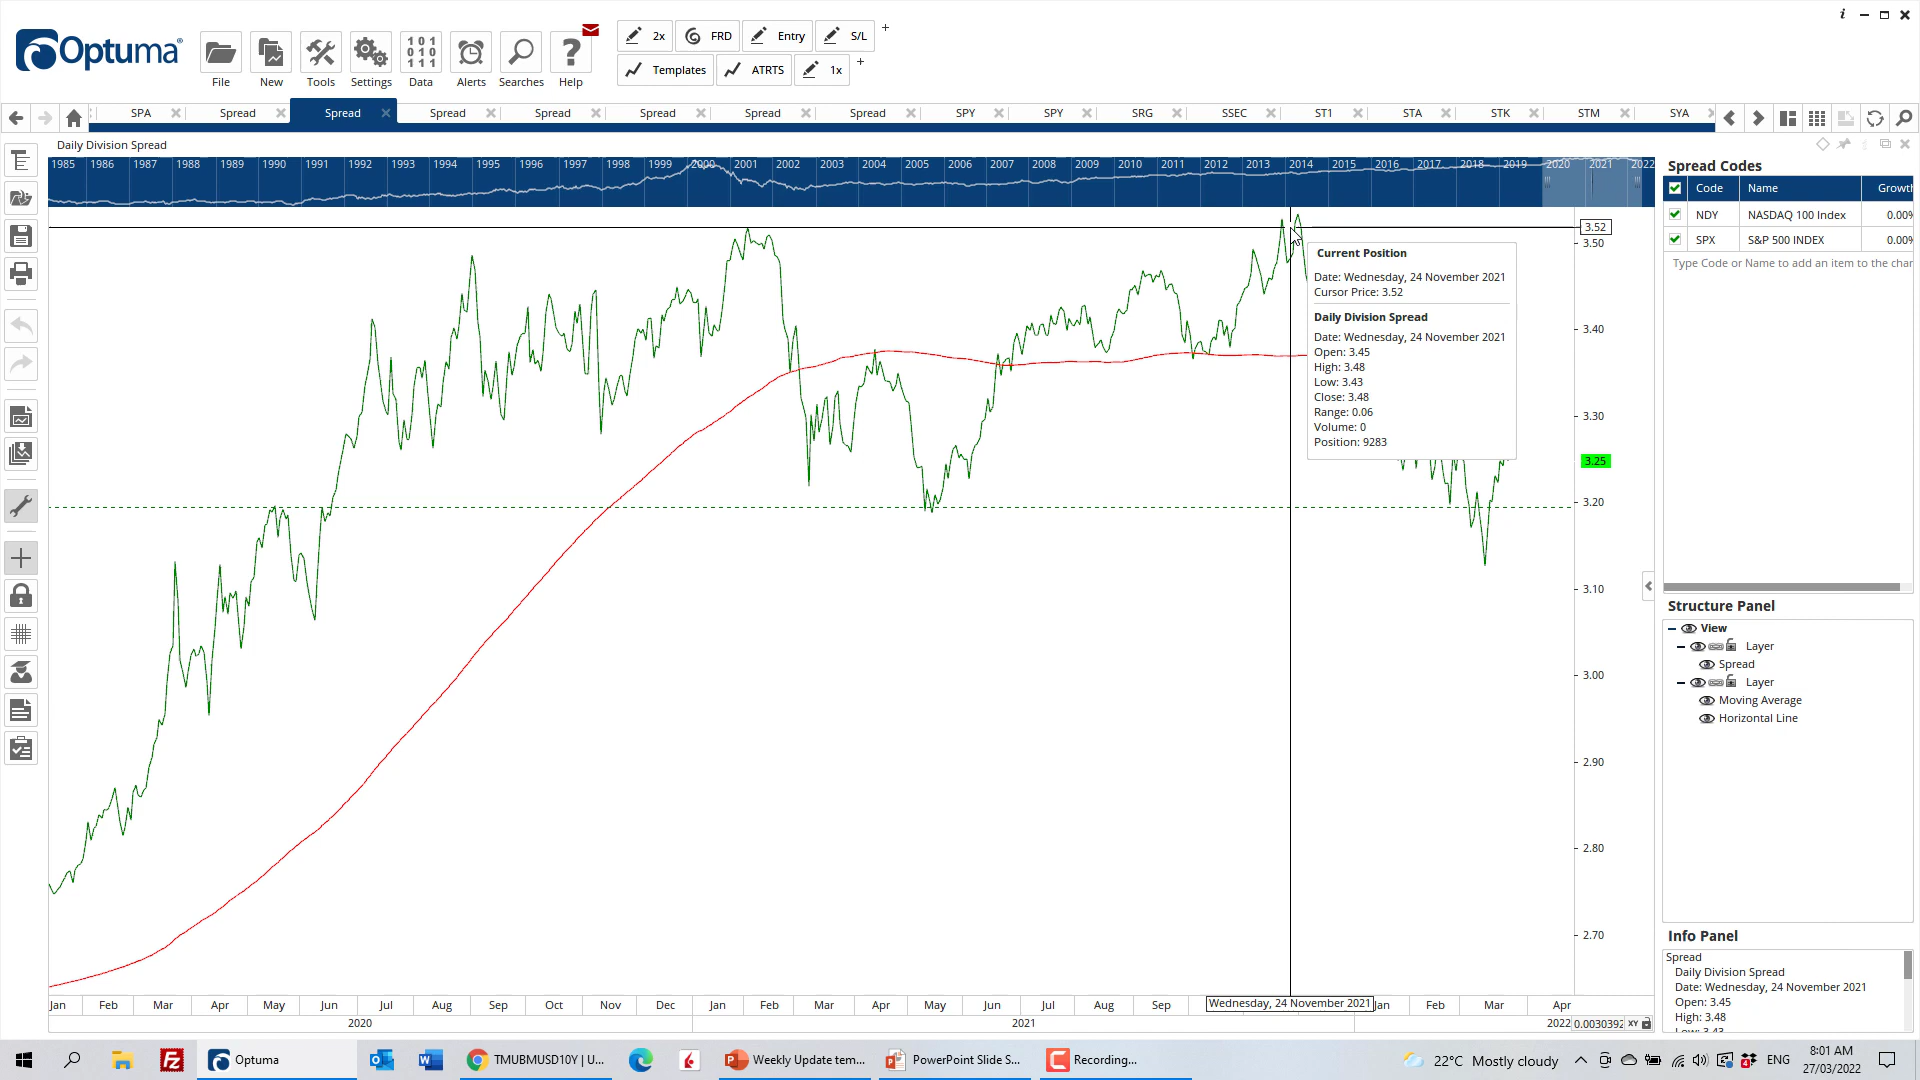 Optuma®
File
New
Tools
Settings
101
010
111
Data
Alerts
Searches
Help
2x
FRD
Entry
S/L
+
Templates
ATRTS
1x
+
SPA
Spread
Spread
Spread
Spread
Spread
Spread
Spread
SPY
SPY
SRG
SSEC
ST1
STA
STK
STM
SYA
Daily Division Spread
1985 1986 1987 1988 1989 1990 1991 1992 1993 1994 1995 1996 1997 1998 1999 2000 2001 2002 2003 2004 2005 2006 2007 2008 2009 2010 2011 2012 2013 2014 2015 2016 2017 2018 2019 2020 2021 2022
3.52
3.50
3.40
3.30
3.25
3.20
3.10
3.00
2.90
2.80
2.70
Current Position
Date: Wednesday, 24 November 2021
Cursor Price: 3.52
Daily Division Spread
Date: Wednesday, 24 November 2021
Open: 3.45
High: 3.48
Low: 3.43
Close: 3.48
Range: 0.06
Volume: 0
Position: 9283
Jan Feb Mar Apr May Jun Jul Aug Sep Oct Nov Dec Jan Feb Mar Apr May Jun Jul Aug Sep Wednesday, 24 November 2021 Jan Feb Mar Apr
2020 2021 2022
0.0030392 XY
Spread Codes
Code Name Growth
NDY NASDAQ 100 Index 0.00%
SPX S&P 500 INDEX 0.00%
Type Code or Name to add an item to the char
Structure Panel
View
Layer
Spread
Layer
Moving Average
Horizontal Line
Info Panel
Spread
Daily Division Spread
Date: Wednesday, 24 November 2021
Open: 3.45
High: 3.48
Low: 3.43
Optuma
TMUBMUSD10Y | U...
Weekly Update tem...
PowerPoint Slide S...
Recording...
22°C Mostly cloudy
ENG
8:01 AM
27/03/2022